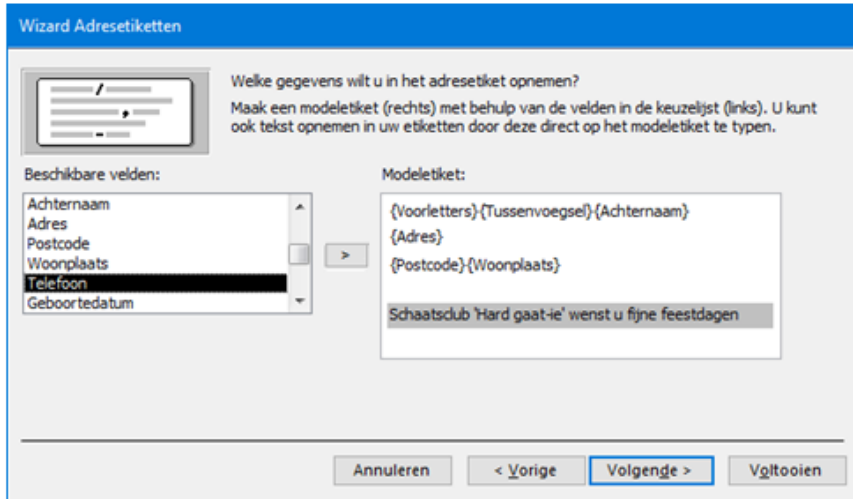 Wizard Adresetiketten
Welke gegevens wilt u in het adresetiket opnemen?
Maak een modeletiket (rechts) met behulp van de velden in de keuzelijst (links). U kunt
ook tekst opnemen in uw etiketten door deze direct op het modeletiket te typen.
Beschikbare velden:
Achternaam
Adres
Postcode
Woonplaats
Telefoon
Geboortedatum
>
Modeletiket:
{Voorletters}{Tussenvoegsel}{Achternaam}
{Adres}
{Postcode}{Woonplaats}
Schaatsclub 'Hard gaat-ie' wenst u fijne feestdagen
Annuleren < Vorige Volgende > Voltooien